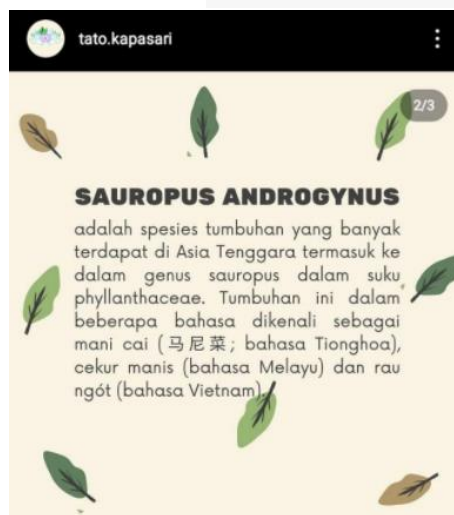 tato.kapasari
2/3
SAUROPUS ANDROGYNUS
adalah spesies tumbuhan yang banyak
terdapat di Asia Tenggara termasuk ke
dalam genus sauropus dalam suku
phyllanthaceae. Tumbuhan ini dalam
beberapa bahasa dikenali sebagai
mani cai (马尼菜; bahasa Tionghoa),
cekur manis (bahasa Melayu) dan rau
ngót (bahasa Vietnam).